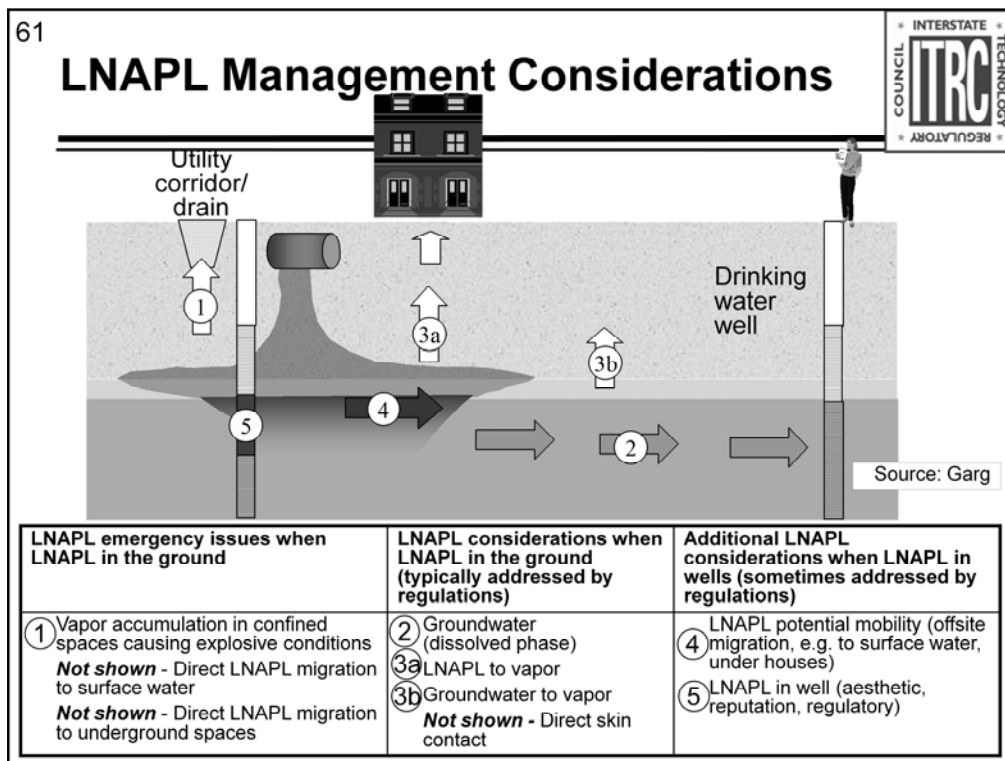 61
LNAPL Management Considerations
INTERSTATE
TECHNOLOGY
REGULATORY
COUNCIL
ITRC
Utility
corridor/
drain
1
3a
3b
Drinking
water
well
4
5
2
Source: Garg
LNAPL emergency issues when
LNAPL in the ground
LNAPL considerations when
LNAPL in the ground
(typically addressed by
regulations)
Additional LNAPL
considerations when LNAPL in
wells (sometimes addressed by
regulations)
1 Vapor accumulation in confined
spaces causing explosive conditions
Not shown - Direct LNAPL migration
to surface water
Not shown - Direct LNAPL migration
to underground spaces
2 Groundwater
(dissolved phase)
3a LNAPL to vapor
3b Groundwater to vapor
Not shown - Direct skin
contact
4 LNAPL potential mobility (offsite
migration, e.g. to surface water,
under houses)
5 LNAPL in well (aesthetic,
reputation, regulatory)